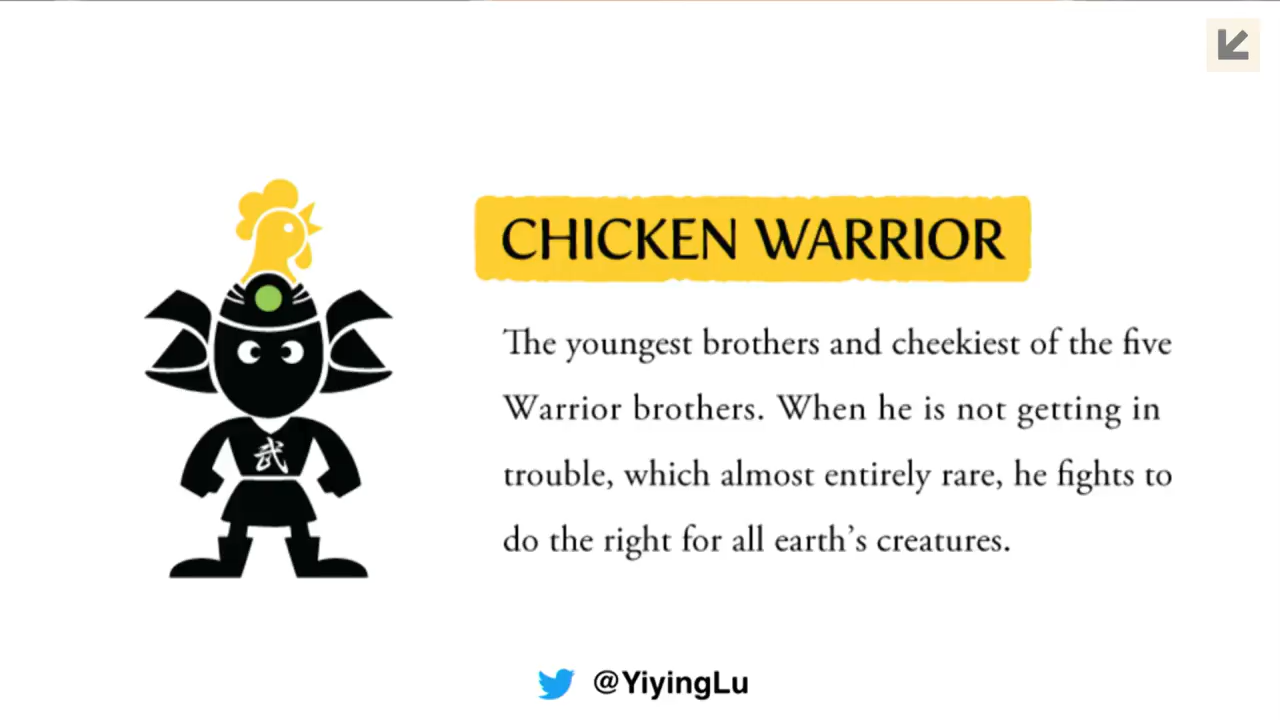 CHICKEN WARRIOR
The youngest brothers and cheekiest of the five
Warrior brothers. When he is not getting in
trouble, which almost entirely rare, he fights to
do the right for all earth’s creatures.
武
@YiyingLu